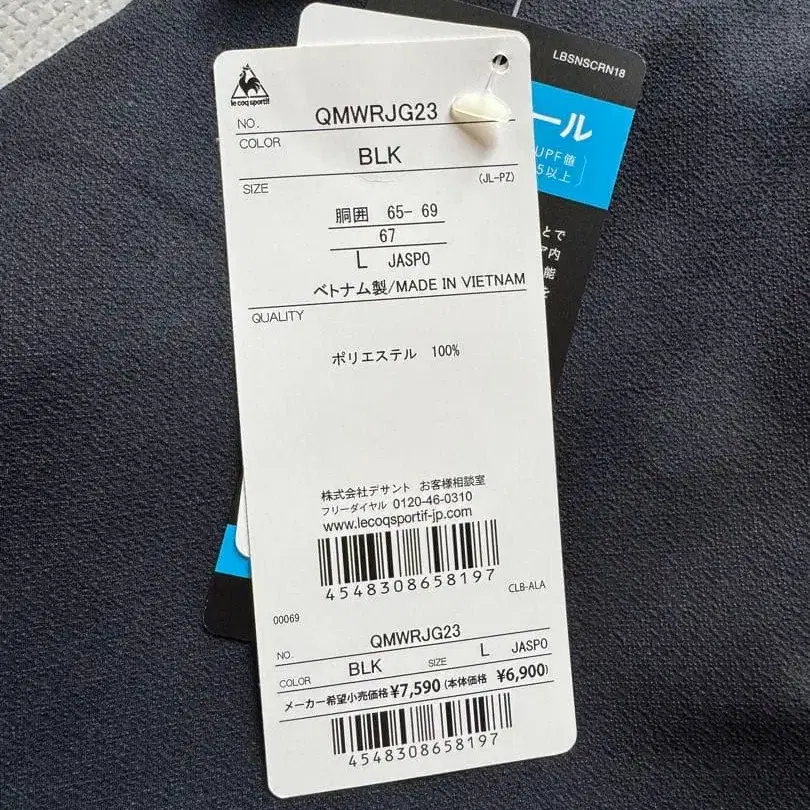 le coq sportif
NO. QMWRJG23
COLOR
BLK
SIZE
(JL-PZ)
胴囲 65-69
67
L JASPO
ベトナム製/MADE IN VIETNAM
QUALITY
ポリエステル 100%
株式会社デサント お客様相談室
フリーダイヤル 0120-46-0310
www.lecoqsportif-jp.com
4548308658197
CLB-ALA
00069
NO. QMWRJG23
COLOR BLK SIZE L JASPO
メーカー希望小売価格 ¥7,590 (本体価格 ¥6,900)
4548308658197
LBSNSCRN18
ール
UPF値
5以上
とで
ア内
能